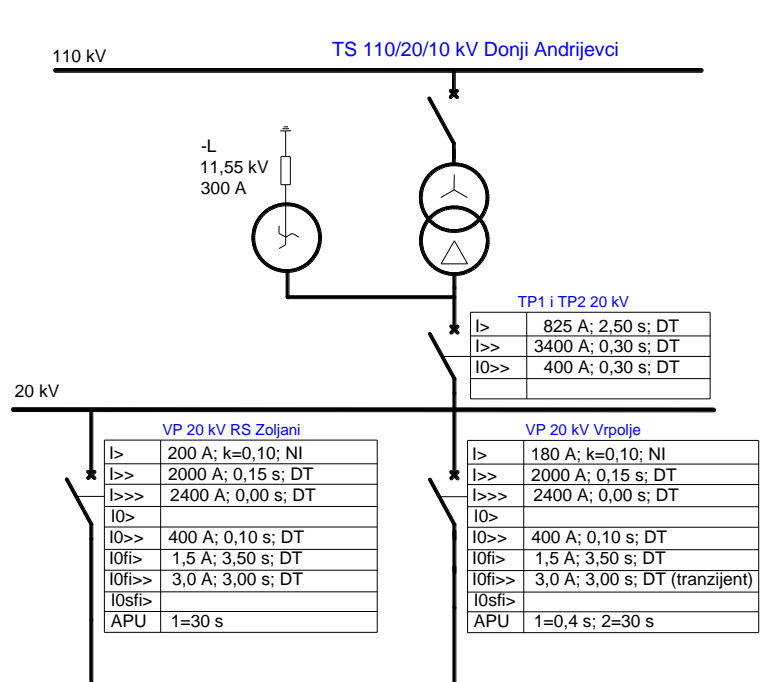 TS 110/20/10 kV Donji Andrijevci
110 kV
-L
11,55 kV
300 A
TP1 i TP2 20 kV
I> 825 A; 2,50 s; DT
I>> 3400 A; 0,30 s; DT
I0>> 400 A; 0,30 s; DT
20 kV
VP 20 kV RS Zoljani
I> 200 A; k=0,10; NI
I>> 2000 A; 0,15 s; DT
I>>> 2400 A; 0,00 s; DT
I0>
I0>> 400 A; 0,10 s; DT
I0fi> 1,5 A; 3,50 s; DT
I0fi>> 3,0 A; 3,00 s; DT
I0sfi>
APU 1=30 s
VP 20 kV Vrpolje
I> 180 A; k=0,10; NI
I>> 2000 A; 0,15 s; DT
I>>> 2400 A; 0,00 s; DT
I0>
I0>> 400 A; 0,10 s; DT
I0fi> 1,5 A; 3,50 s; DT
I0fi>> 3,0 A; 3,00 s; DT (tranzijent)
I0sfi>
APU 1=0,4 s; 2=30 s